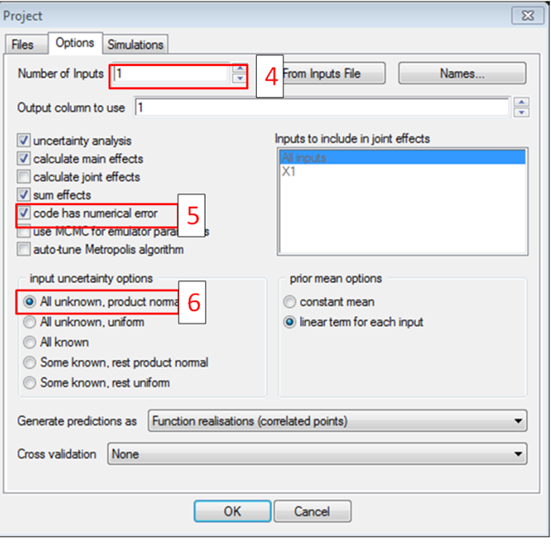 Project
Files Options Simulations
Number of Inputs 1 4 From Inputs File Names...
Output column to use 1
uncertainty analysis
calculate main effects
calculate joint effects
sum effects
code has numerical error 5
use MCMC for emulator
auto-tune Metropolis algorithm
Inputs to include in joint effects
All inputs
X1
input uncertainty options
All unknown, product 6
All unknown, uniform
All known
Some known, rest product normal
Some known, rest uniform
prior mean options
constant mean
linear term for each input
Generate predictions as Function realisations (correlated points)
Cross validation None
OK Cancel